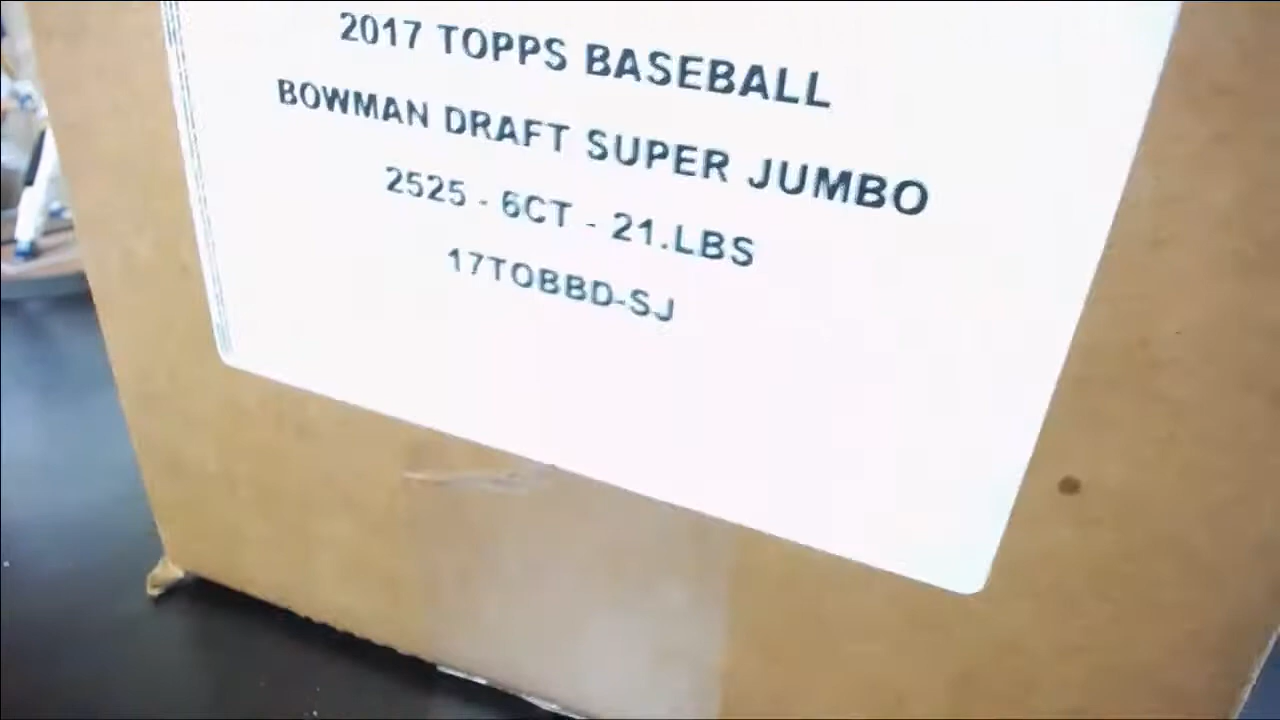 2017 TOPPS BASEBALL
BOWMAN DRAFT SUPER JUMBO
2525 - 6CT - 21.LBS
17TOBBD-SJ